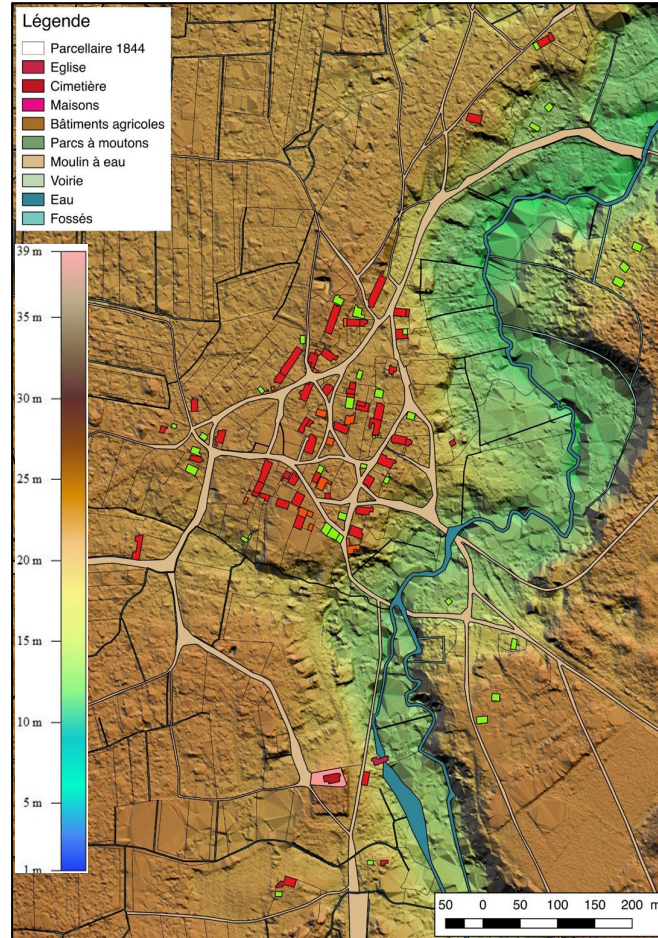 Légende
Parcellaire 1844
Eglise
Cimetière
Maisons
Bâtiments agricoles
Parcs à moutons
Moulin à eau
Voirie
Eau
Fossés
39 m
35 m
30 m
25 m
20 m
15 m
10 m
5 m
1 m
50 0 50 100 150 200 m